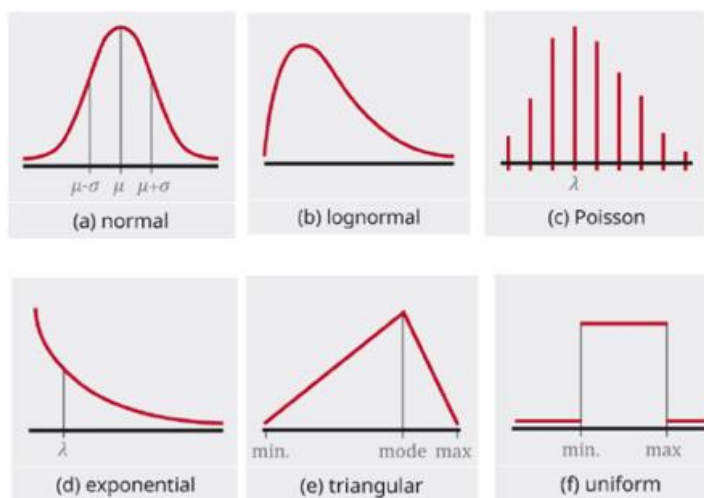 μ-σ μ μ+σ
(a) normal
(b) lognormal
λ
(c) Poisson
λ
(d) exponential
min. mode max
(e) triangular
min. max
(f) uniform